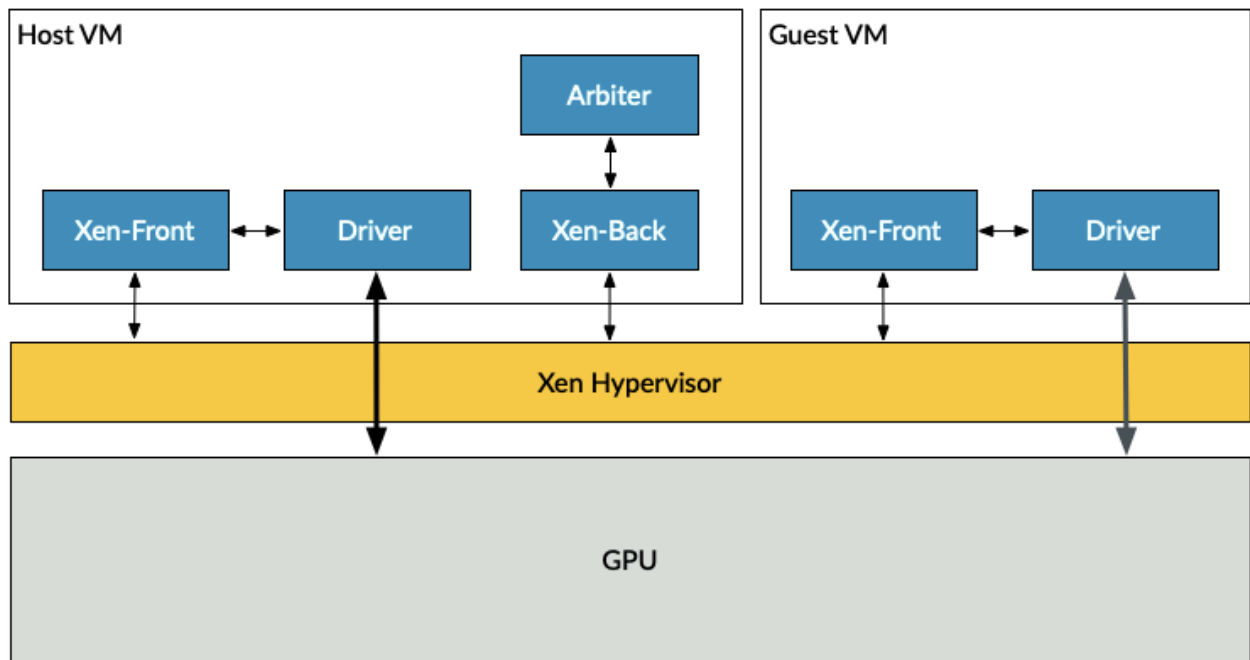 Host VM
Arbiter
Xen-Front
Driver
Xen-Back
Guest VM
Xen-Front
Driver
Xen Hypervisor
GPU